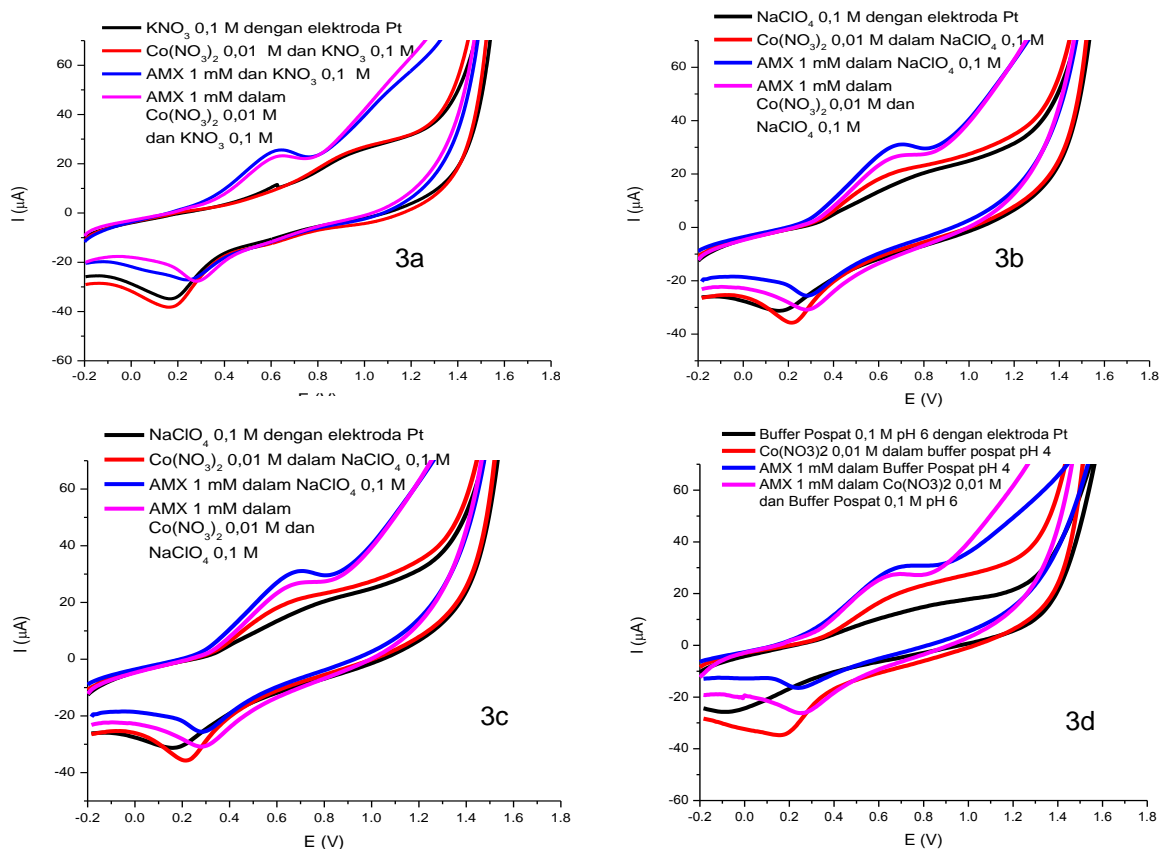 KNO₃ 0,1 M dengan elektroda Pt
Co(NO₃)₂ 0,01 M dan KNO₃ 0,1 M
AMX 1 mM dan KNO₃ 0,1 M
AMX 1 mM dalam
Co(NO₃)₂ 0,01 M
dan KNO₃ 0,1 M
60
40
20
0
-20
-40
-60
I (µA)
3a
-0.2 0.0 0.2 0.4 0.6 0.8 1.0 1.2 1.4 1.6 1.8
E (V)
NaClO₄ 0,1 M dengan elektroda Pt
Co(NO₃)₂ 0,01 M dalam NaClO₄ 0,1 M
AMX 1 mM dalam NaClO₄ 0,1 M
AMX 1 mM dalam
Co(NO₃)₂ 0,01 M dan
NaClO₄ 0,1 M
60
40
20
0
-20
-40
I (µA)
3b
-0.2 0.0 0.2 0.4 0.6 0.8 1.0 1.2 1.4 1.6 1.8
E (V)
NaClO₄ 0,1 M dengan elektroda Pt
Co(NO₃)₂ 0,01 M dalam NaClO₄ 0,1 M
AMX 1 mM dalam NaClO₄ 0,1 M
AMX 1 mM dalam
Co(NO₃)₂ 0,01 M dan
NaClO₄ 0,1 M
60
40
20
0
-20
-40
I (µA)
3c
-0.2 0.0 0.2 0.4 0.6 0.8 1.0 1.2 1.4 1.6 1.8
E (V)
Buffer Pospat 0,1 M pH 6 dengan elektroda Pt
Co(NO3)2 0,01 M dalam buffer pospat pH 4
AMX 1 mM dalam Buffer Pospat pH 4
AMX 1 mM dalam Co(NO3)2 0,01 M
dan Buffer Pospat 0,1 M pH 6
60
40
20
0
-20
-40
-60
I (µA)
3d
-0.2 0.0 0.2 0.4 0.6 0.8 1.0 1.2 1.4 1.6 1.8
E (V)